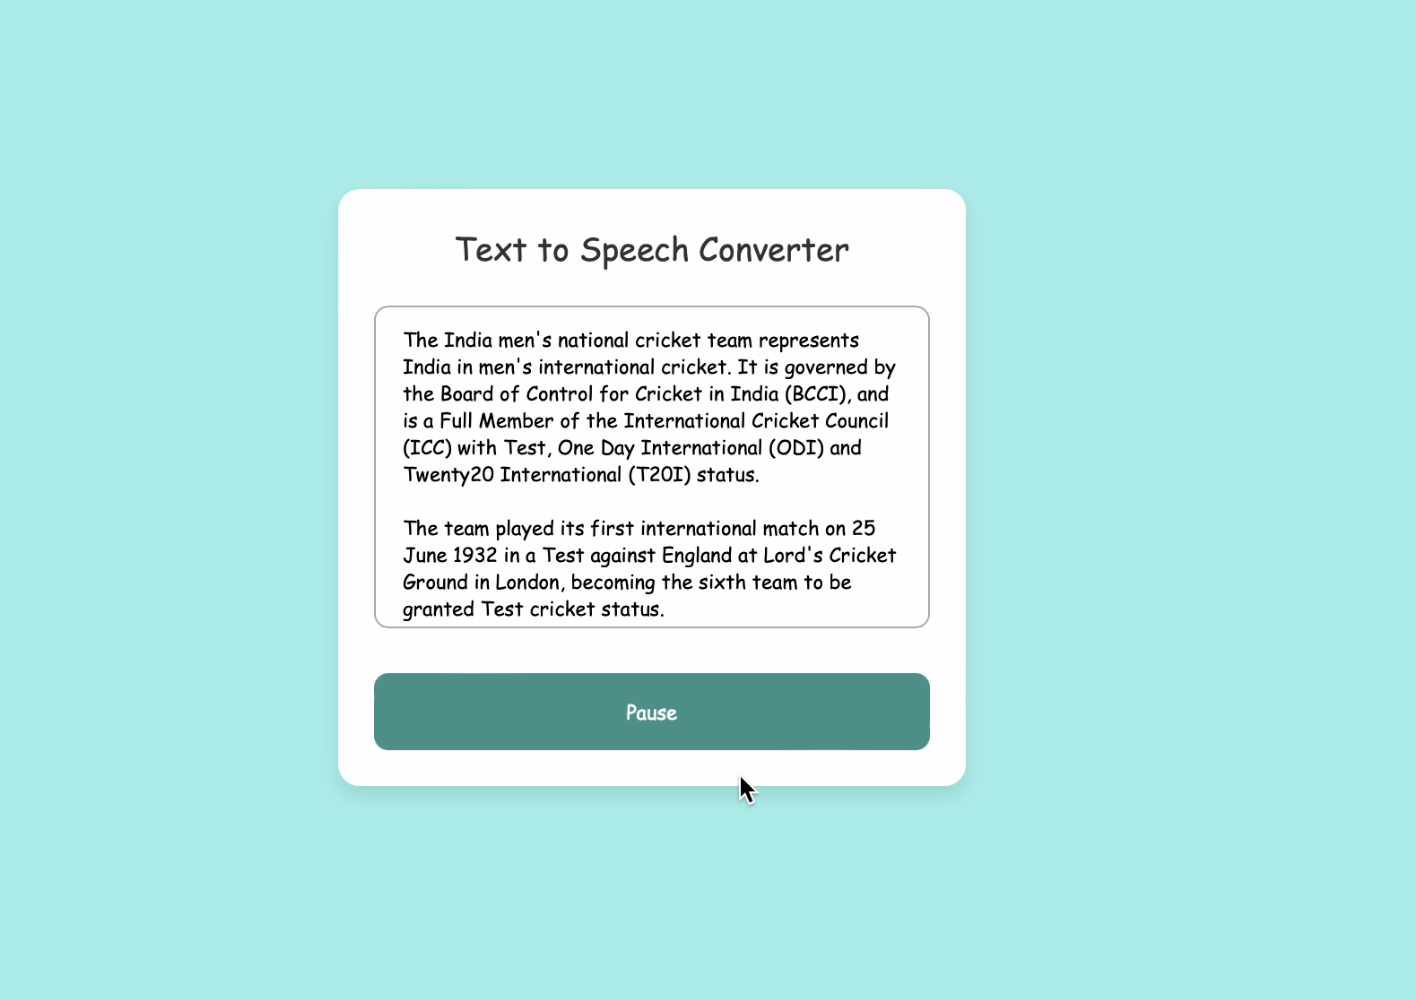 Text to Speech Converter
The India men's national cricket team represents
India in men's international cricket. It is governed by
the Board of Control for Cricket in India (BCCI), and
is a Full Member of the International Cricket Council
(ICC) with Test, One Day International (ODI) and
Twenty20 International (T20I) status.
The team played its first international match on 25
June 1932 in a Test against England at Lord's Cricket
Ground in London, becoming the sixth team to be
granted Test cricket status.
Pause